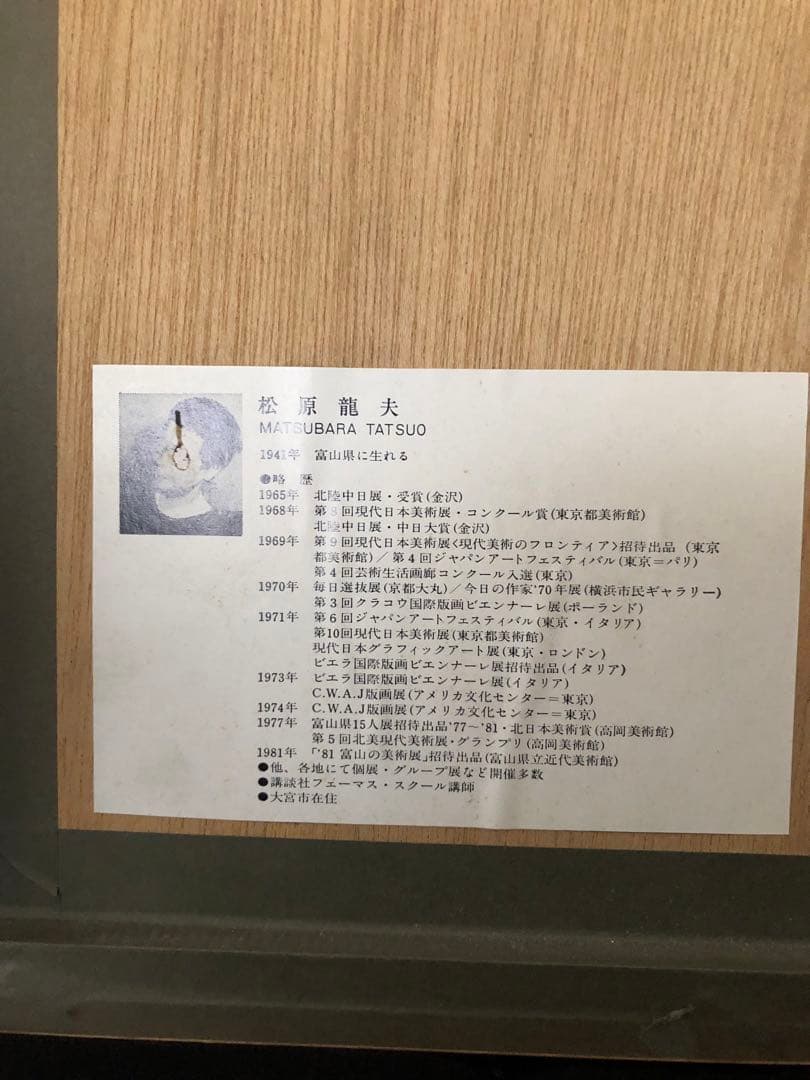 松原龍夫
MATSUBARA TATSUO
1941年 富山県に生れる
●略 歴
1965年 北陸中日展・受賞(金沢)
1968年 第8回現代日本美術展・コンクール賞(東京都美術館)
北陸中日展・中日大賞(金沢)
1969年 第9回現代日本美術展<現代美術のフロンティア>招待出品 (東京
都美術館)/第4回ジャパンアートフェスティバル(東京=パリ)
第4回芸術生活画廊コンクール入選(東京)
1970年 毎日選抜展(京都大丸)/今日の作家'70年展(横浜市民ギャラリー)
第3回クラコウ国際版画ビエンナーレ展(ポーランド)
1971年 第6回ジャパンアートフェスティバル(東京・イタリア)
第10回現代日本美術展(東京都美術館)
現代日本グラフィックアート展(東京・ロンドン)
ビエラ国際版画ビエンナーレ展招待出品(イタリア)
1973年 ビエラ国際版画ビエンナーレ展(イタリア)
C.W.A.J版画展(アメリカ文化センター=東京)
1974年 C.W.A.J版画展(アメリカ文化センター=東京)
1977年 富山県15人展招待出品'77〜'81・北日本美術賞(高岡美術館)
第5回北美現代美術展・グランプリ(高岡美術館)
1981年 「'81富山の美術展」招待出品(富山県立近代美術館)
●他、各地にて個展・グループ展など開催多数
●講談社フェーマス・スクール講師
●大宮市在住